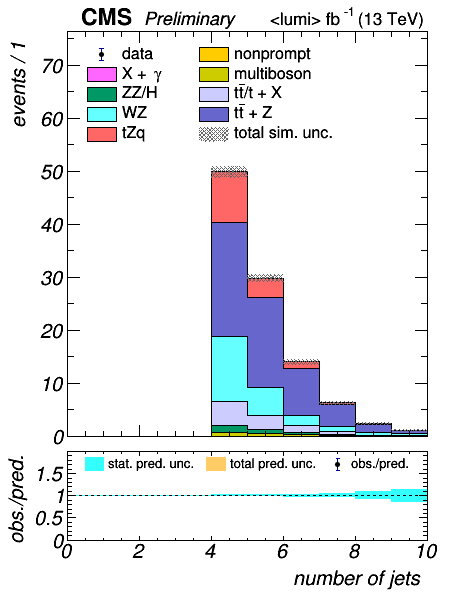 CMS Preliminary <lumi> fb⁻¹ (13 TeV)
events / 1
70
60
50
40
30
20
10
0
data
X + γ
ZZ/H
WZ
tZq
nonprompt
multiboson
tt̄/t + X
tt̄ + Z
total sim. unc.
obs./pred.
1.5
1
0.5
0
stat. pred. unc. total pred. unc. obs./pred.
0 2 4 6 8 10
number of jets